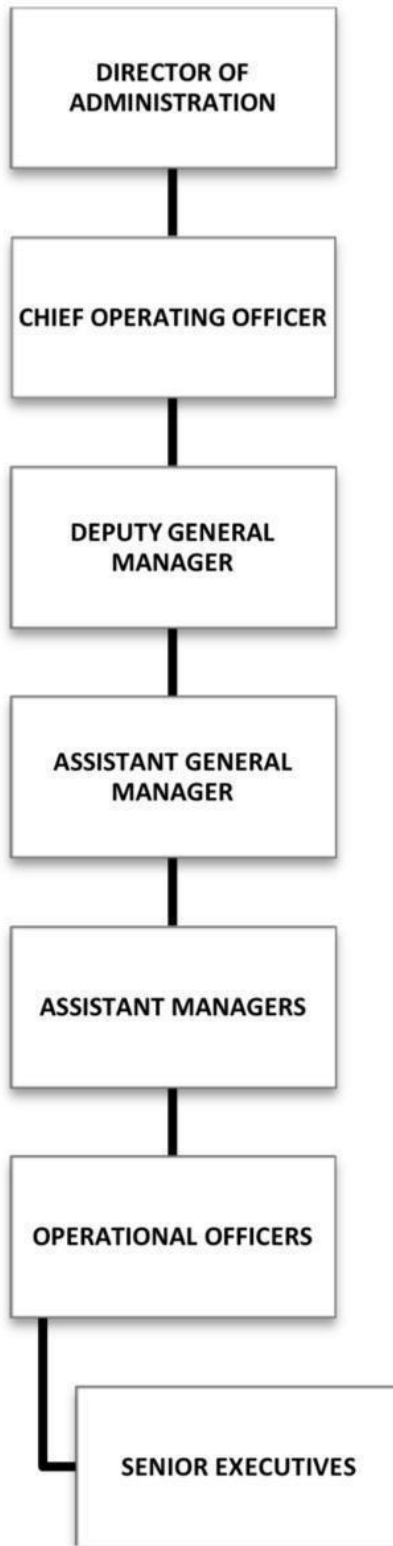 DIRECTOR OF
ADMINISTRATION
CHIEF OPERATING OFFICER
DEPUTY GENERAL
MANAGER
ASSISTANT GENERAL
MANAGER
ASSISTANT MANAGERS
OPERATIONAL OFFICERS
SENIOR EXECUTIVES